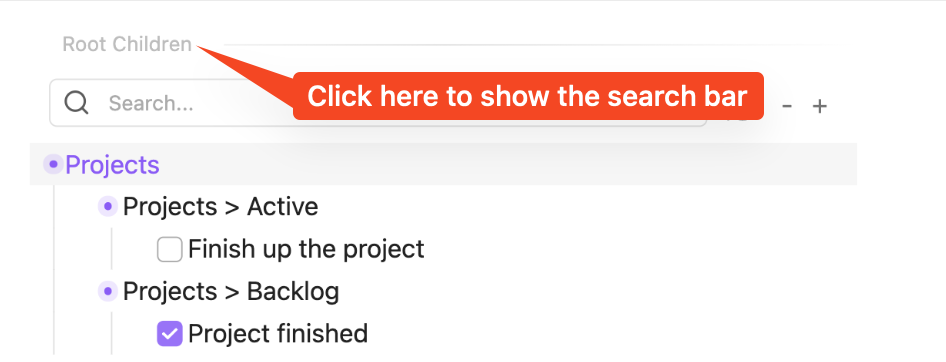 Root Children
Click here to show the search bar
Search...
- +
Projects
Projects > Active
Finish up the project
Projects > Backlog
Project finished